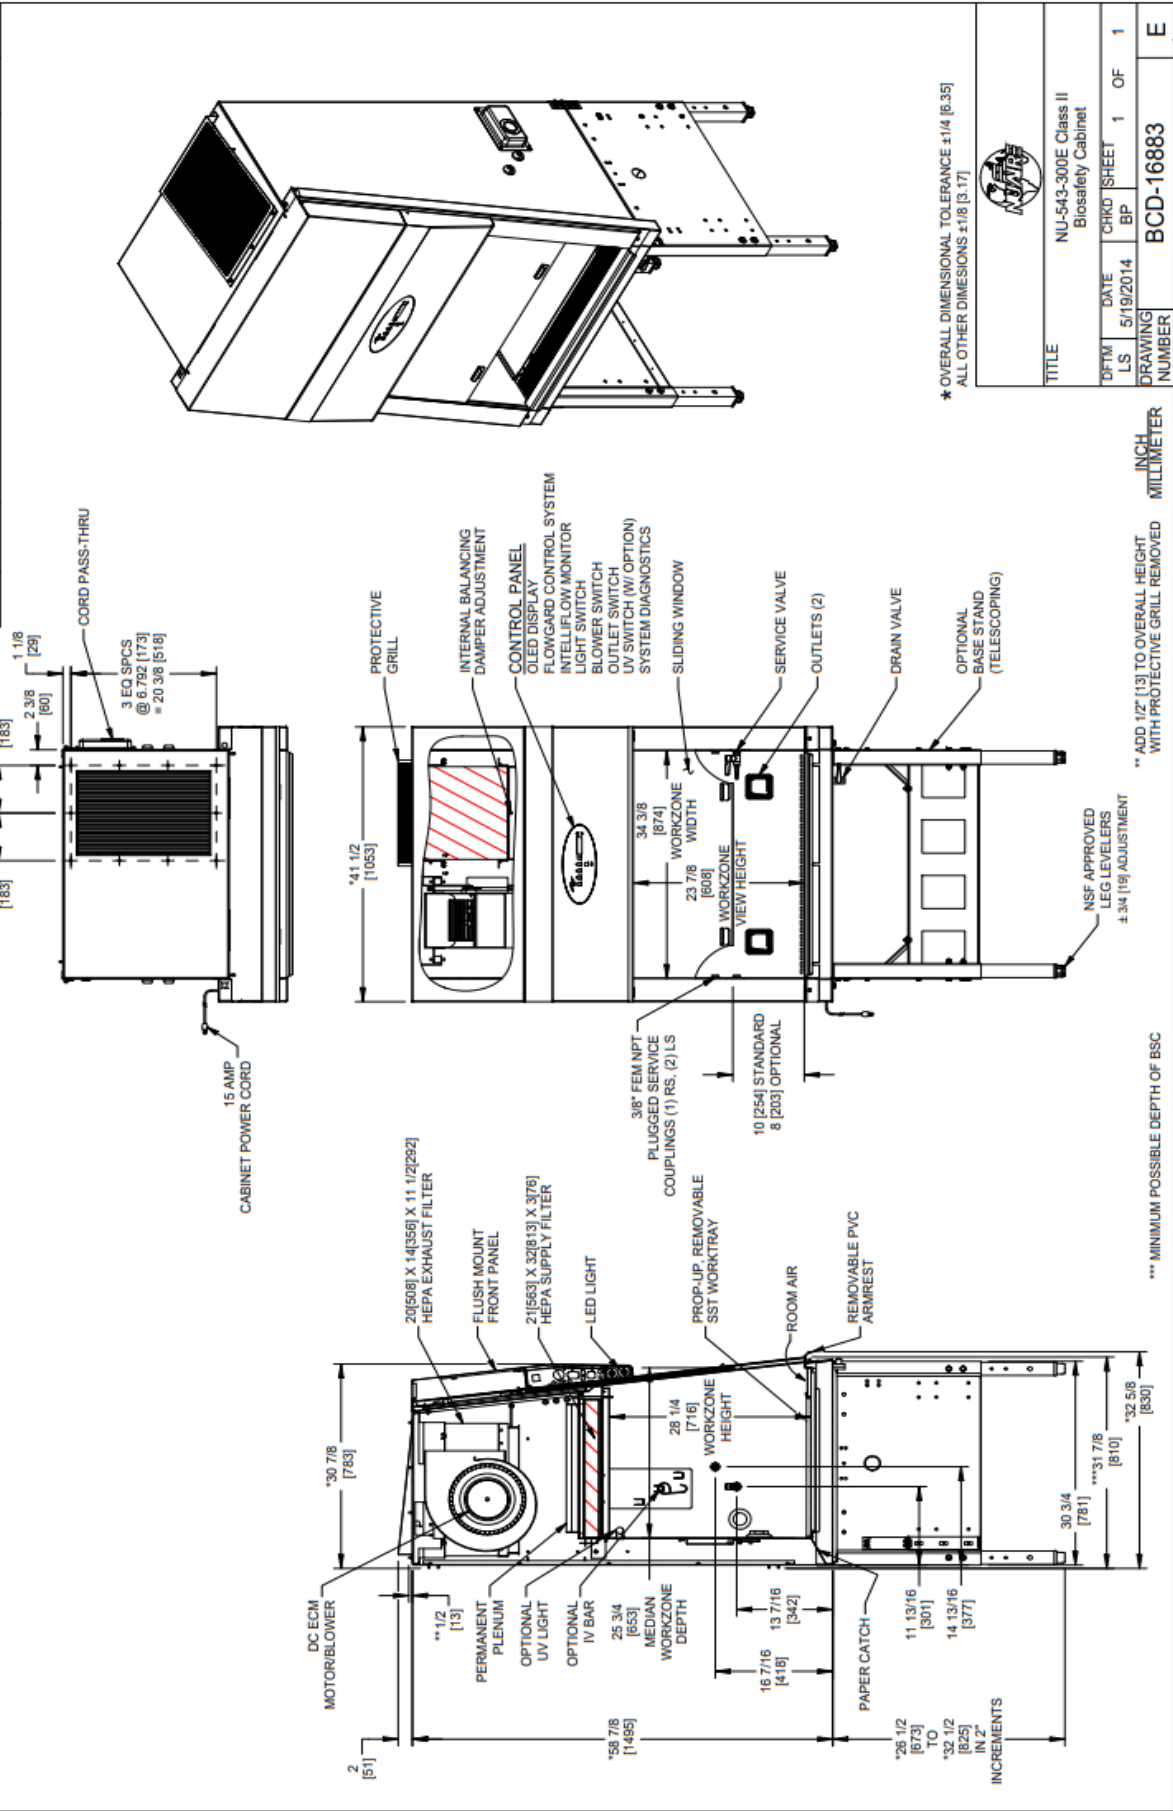 [183]
[183]
1 1/8
[29]
2 3/8
[60]
3 EQ SPCS
@ 6.792 [173]
= 20 3/8 [518]
CORD PASS-THRU
15 AMP
CABINET POWER CORD
PROTECTIVE
GRILL
INTERNAL BALANCING
DAMPER ADJUSTMENT
CONTROL PANEL
OLED DISPLAY
FLOWGARD CONTROL SYSTEM
INTELLIFLOW MONITOR
LIGHT SWITCH
BLOWER SWITCH
OUTLET SWITCH
UV SWITCH (W/ OPTION)
SYSTEM DIAGNOSTICS
SLIDING WINDOW
SERVICE VALVE
OUTLETS (2)
DRAIN VALVE
OPTIONAL
BASE STAND
(TELESCOPING)
*41 1/2
[1053]
34 3/8
[874]
WORKZONE
WIDTH
23 7/8
[608]
WORKZONE
VIEW HEIGHT
3/8" FEM NPT
PLUGGED SERVICE
COUPLINGS (1) RS, (2) LS
10 [254] STANDARD
8 [203] OPTIONAL
NSF APPROVED
LEG LEVELERS
± 3/4 [19] ADJUSTMENT
20[508] X 14[356] X 11 1/2[292]
HEPA EXHAUST FILTER
FLUSH MOUNT
FRONT PANEL
21[563] X 32[813] X 3[76]
HEPA SUPPLY FILTER
LED LIGHT
PROP-UP, REMOVABLE
SST WORKTRAY
ROOM AIR
REMOVABLE PVC
ARMREST
*30 7/8
[783]
28 1/4
[716]
WORKZONE
HEIGHT
DC ECM
MOTOR/BLOWER
** 1/2
[13]
PERMANENT
PLENUM
OPTIONAL
UV LIGHT
OPTIONAL
IV BAR
25 3/4
[653]
MEDIAN
WORKZONE
DEPTH
13 7/16
[342]
16 7/16
[418]
PAPER CATCH
11 13/16
[301]
14 13/16
[377]
30 3/4
[781]
***31 7/8
[810]
*32 5/8
[830]
2
[51]
*58 7/8
[1495]
*26 1/2
[673]
TO
*32 1/2
[825]
IN 2"
INCREMENTS
*** MINIMUM POSSIBLE DEPTH OF BSC
** ADD 1/2" [13] TO OVERALL HEIGHT
WITH PROTECTIVE GRILL REMOVED
INCH
MILLIMETER
* OVERALL DIMENSIONAL TOLERANCE ±1/4 [6.35]
ALL OTHER DIMESIONS ±1/8 [3.17]
NUAIRE
TITLE
NU-543-300E Class II
Biosafety Cabinet
DFTM
LS
DATE
5/19/2014
CHKD
BP
SHEET 1 OF 1
DRAWING
NUMBER
BCD-16883
E